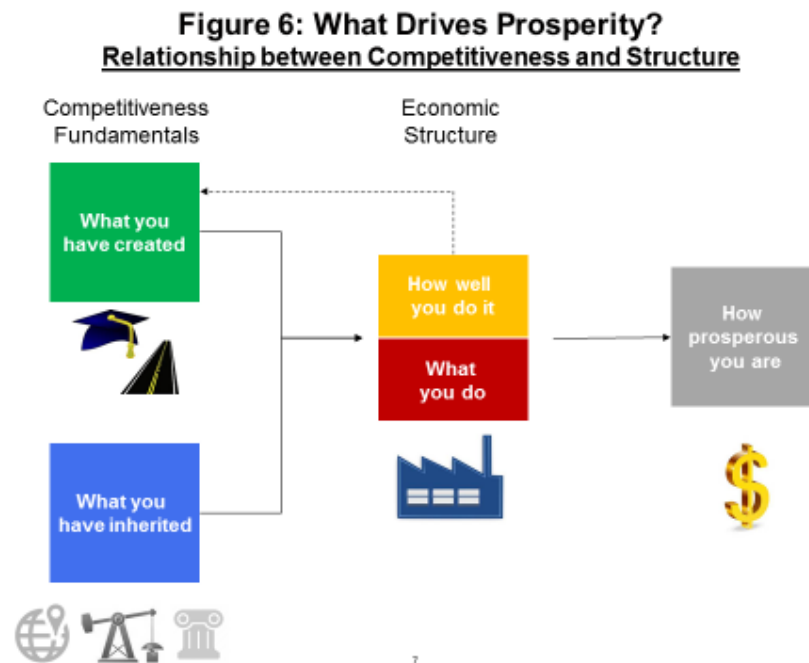 Figure 6: What Drives Prosperity?
Relationship between Competitiveness and Structure
Competitiveness
Fundamentals
Economic
Structure
What you
have created
How well
you do it
What
you do
How
prosperous
you are
What you
have inherited
7